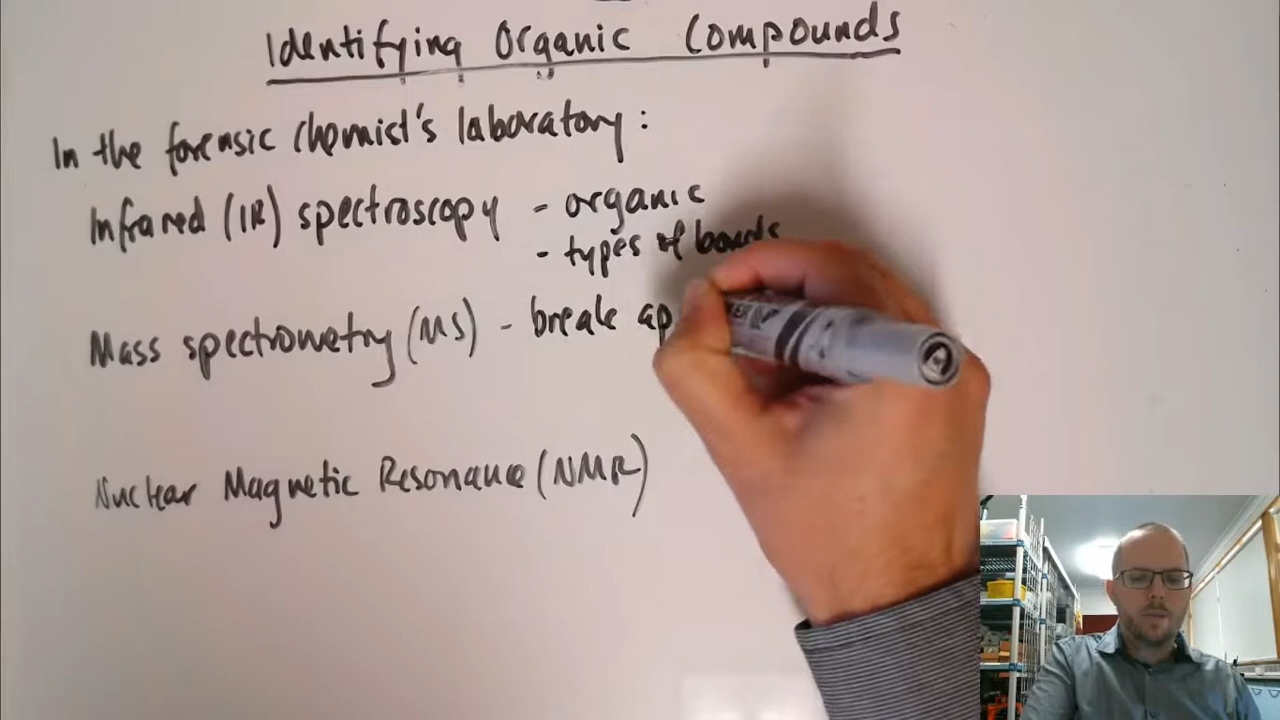 Identifying Organic Compounds
In the forensic chemist's laboratory:
Infrared (IR) spectroscopy - organic
- types of bonds
Mass spectrometry (MS) - break ap
Nuclear Magnetic Resonance (NMR)